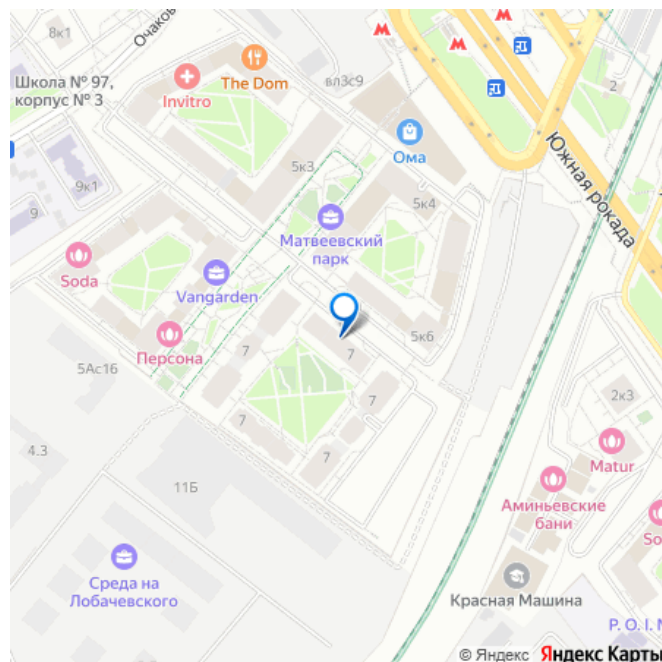 8к1
Очаков
The Dom
вл3с9
2
Школа № 97,
корпус № 3
Invitro
Ома
5к3
Южная рокада
9к1
9
5к4
Матвеевский
парк
Soda
Vangarden
5к6
Персона
7
7
5Ас16
7
7
7
2к3
4.3
Matur
11Б
Аминьевские
бани
So
Среда на
Лобачевского
Красная Машина
P. O. I. N
© Яндекс Яндекс Карты